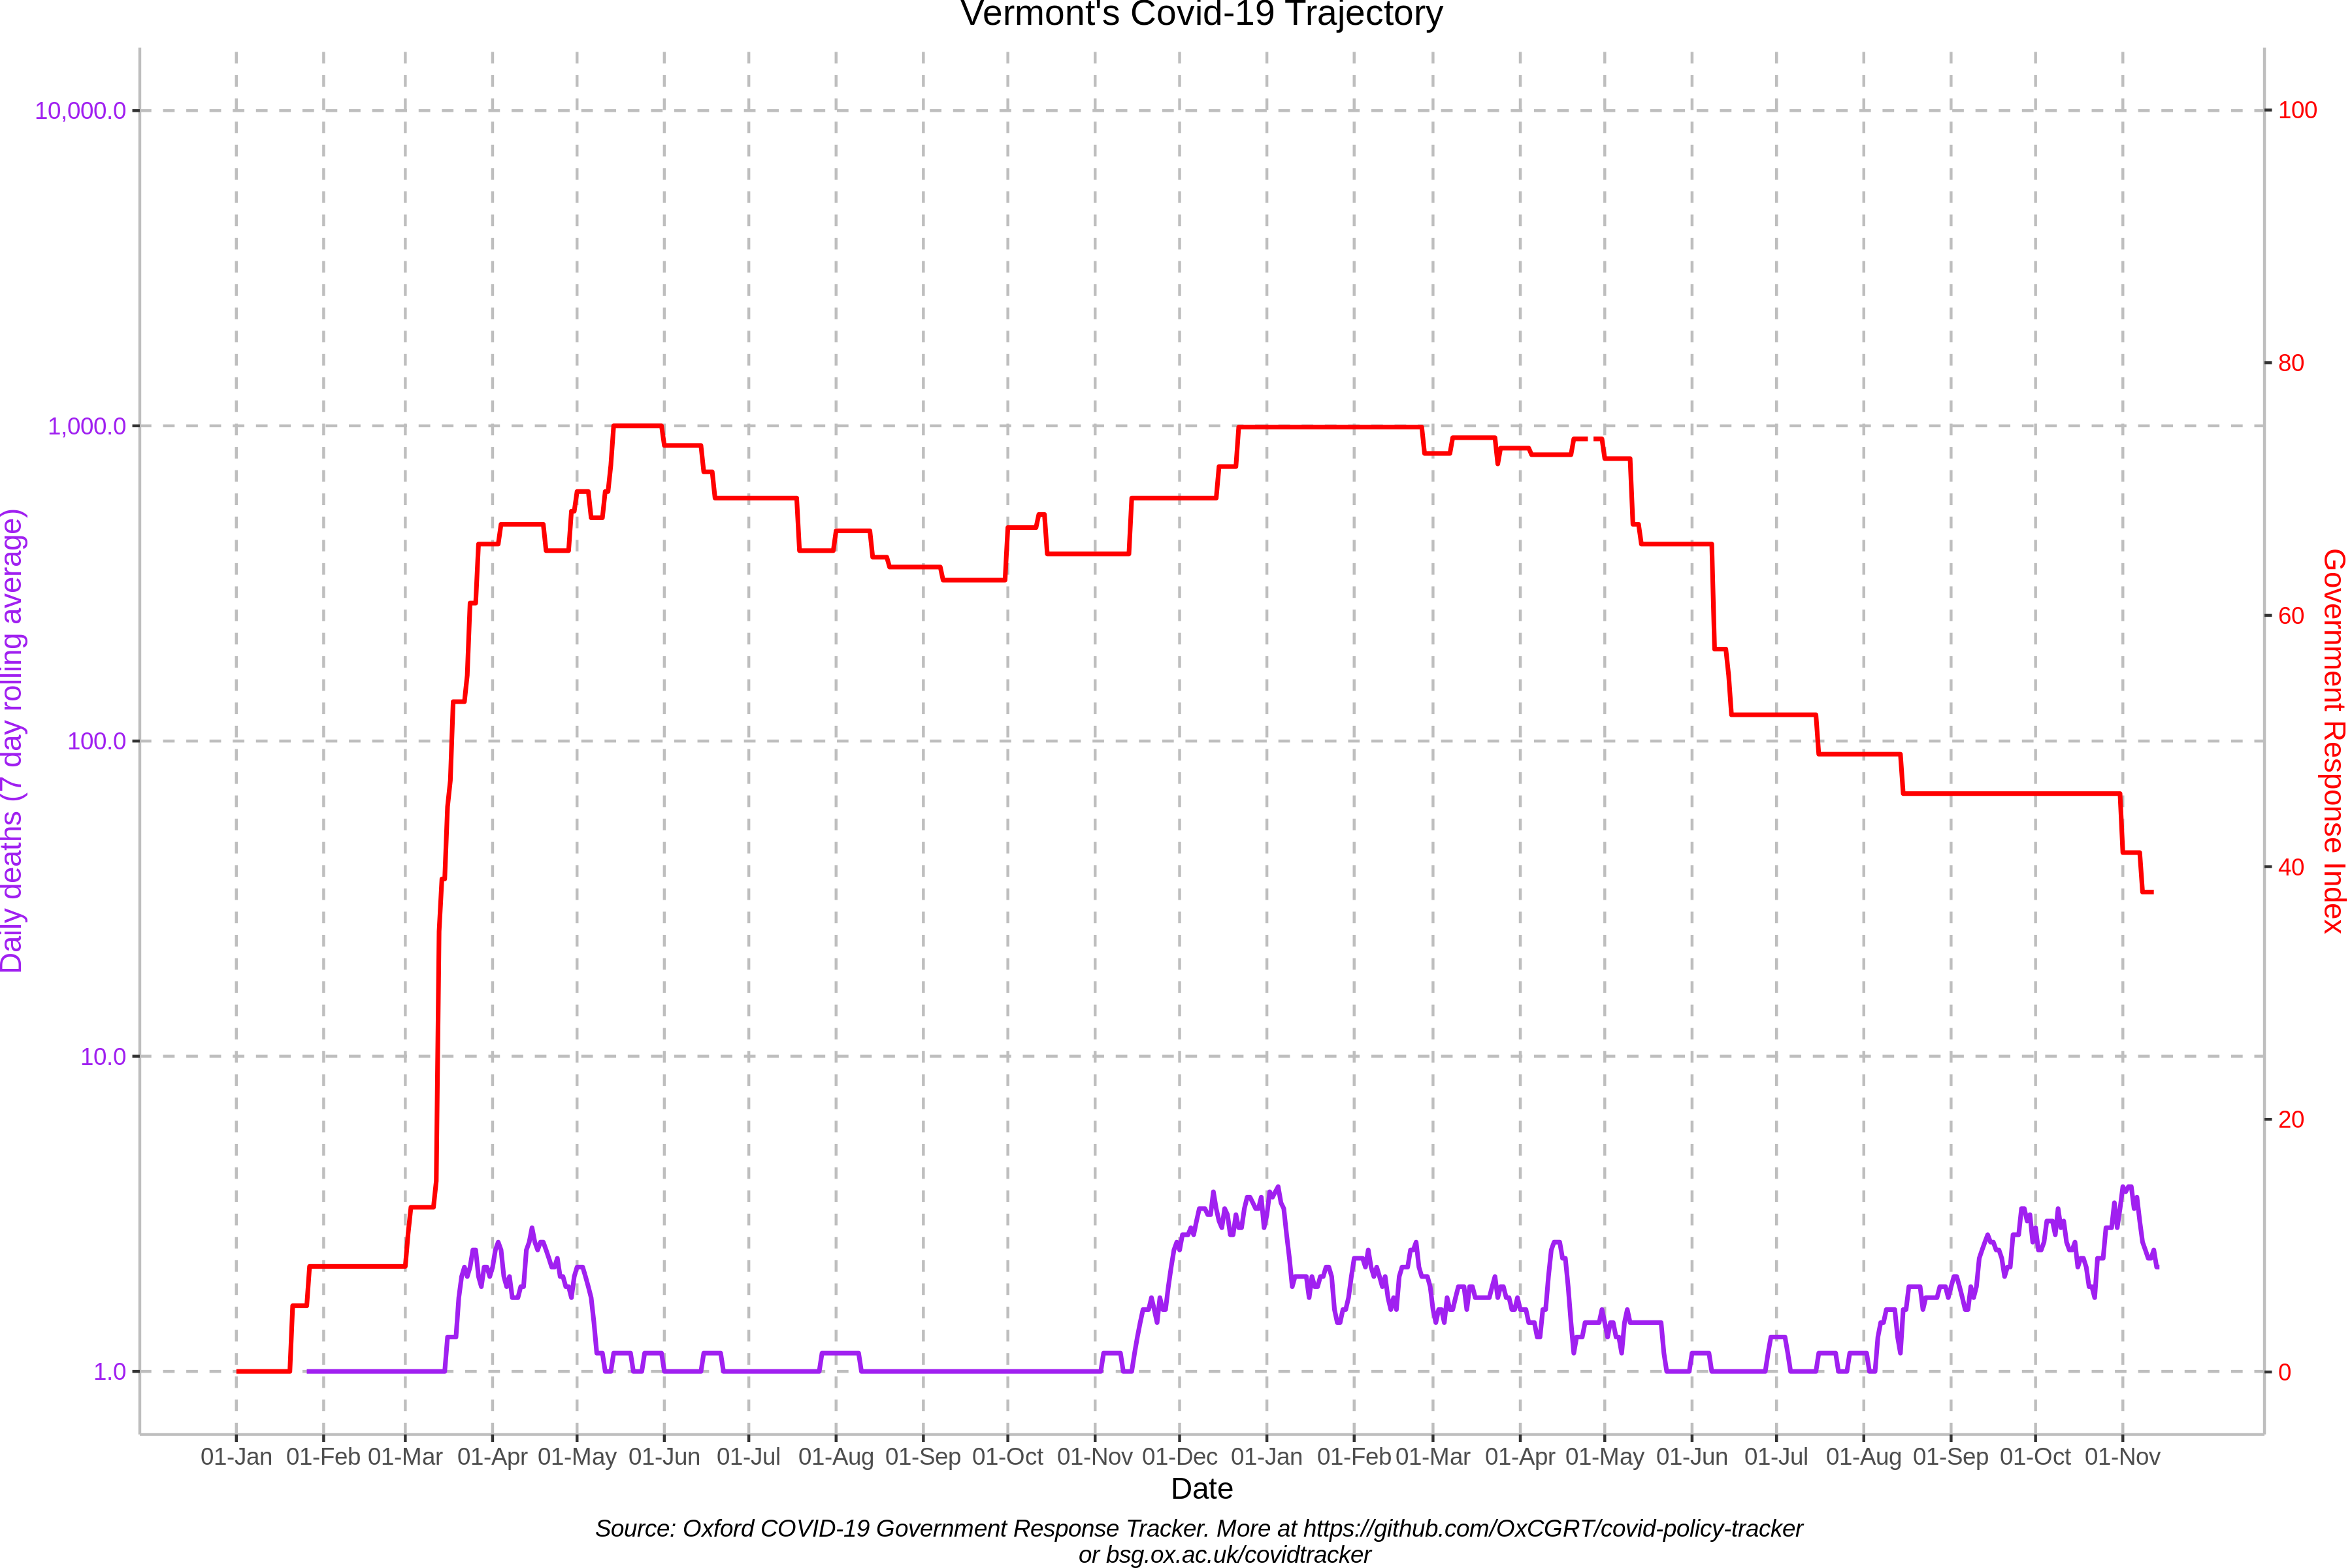 Vermont's Covid-19 Trajectory
10,000.0
1,000.0
100.0
10.0
1.0
Daily deaths (7 day rolling average)
100
80
60
40
20
0
Government Response Index
01-Jan 01-Feb 01-Mar 01-Apr 01-May 01-Jun 01-Jul 01-Aug 01-Sep 01-Oct 01-Nov 01-Dec 01-Jan 01-Feb 01-Mar 01-Apr 01-May 01-Jun 01-Jul 01-Aug 01-Sep 01-Oct 01-Nov
Date
Source: Oxford COVID-19 Government Response Tracker. More at https://github.com/OxCGRT/covid-policy-tracker
or bsg.ox.ac.uk/covidtracker